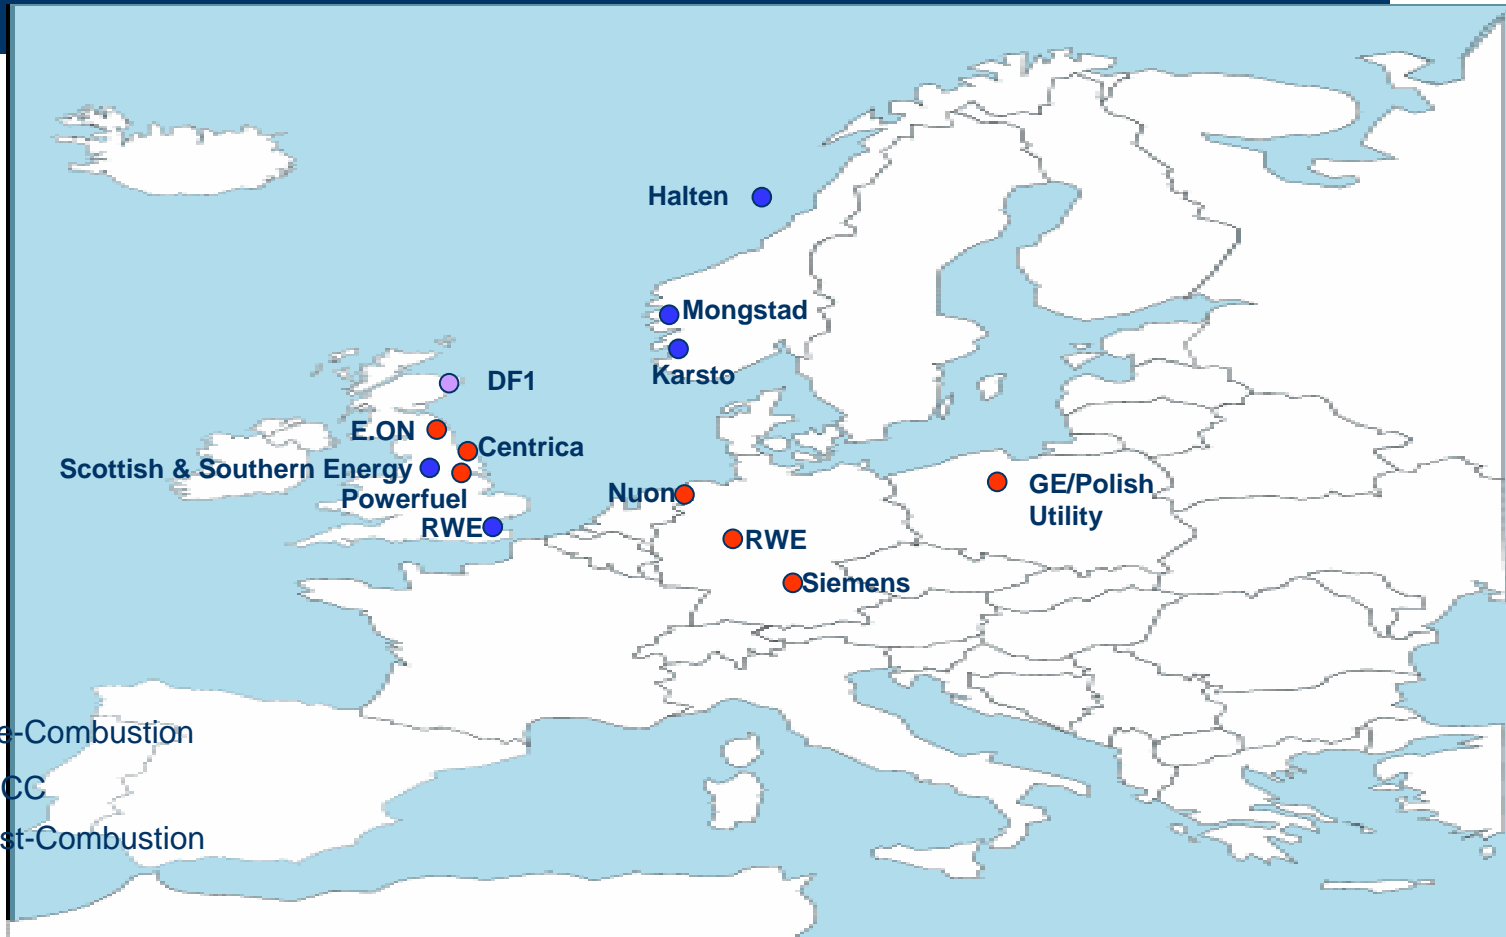 Halten
Mongstad
Karsto
DF1
E.ON
Centrica
Scottish & Southern Energy
Powerfuel
RWE
Nuon
GE/Polish
Utility
RWE
Siemens
e-Combustion
CC
st-Combustion